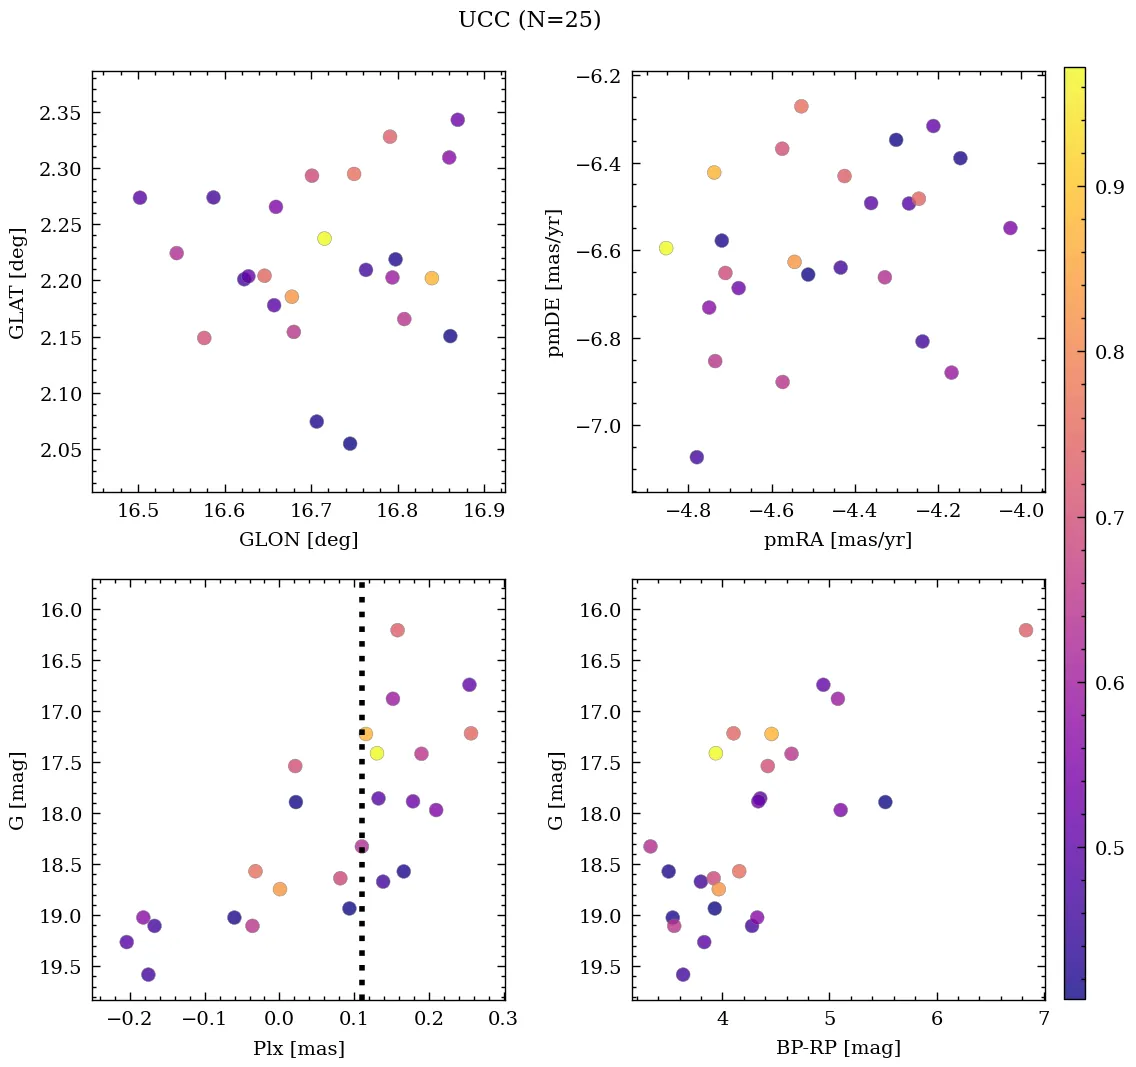 UCC (N=25)
2.35
2.30
2.25
2.20
2.15
2.10
2.05
GLAT [deg]
16.5 16.6 16.7 16.8 16.9
GLON [deg]
−6.2
−6.4
−6.6
−6.8
−7.0
pmDE [mas/yr]
−4.8 −4.6 −4.4 −4.2 −4.0
pmRA [mas/yr]
16.0
16.5
17.0
17.5
18.0
18.5
19.0
19.5
G [mag]
−0.2 −0.1 0.0 0.1 0.2 0.3
Plx [mas]
16.0
16.5
17.0
17.5
18.0
18.5
19.0
19.5
G [mag]
4 5 6 7
BP-RP [mag]
0.9
0.8
0.7
0.6
0.5